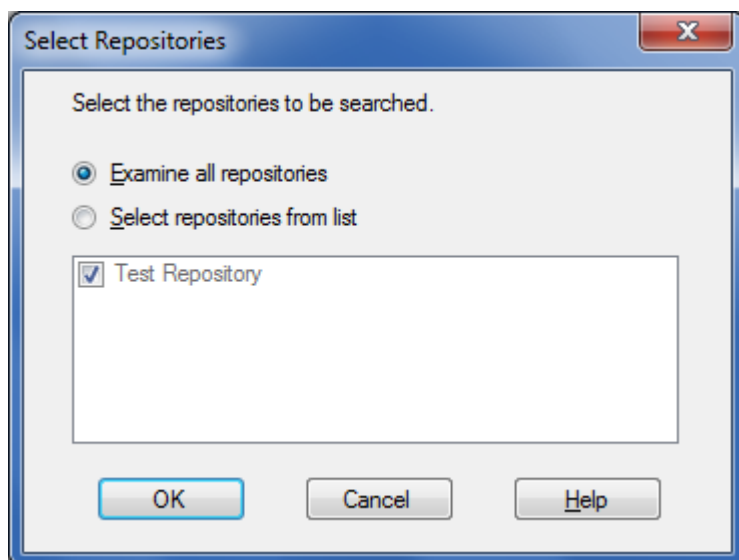 Select Repositories
Select the repositories to be searched.
Examine all repositories
Select repositories from list
Test Repository
OK Cancel Help